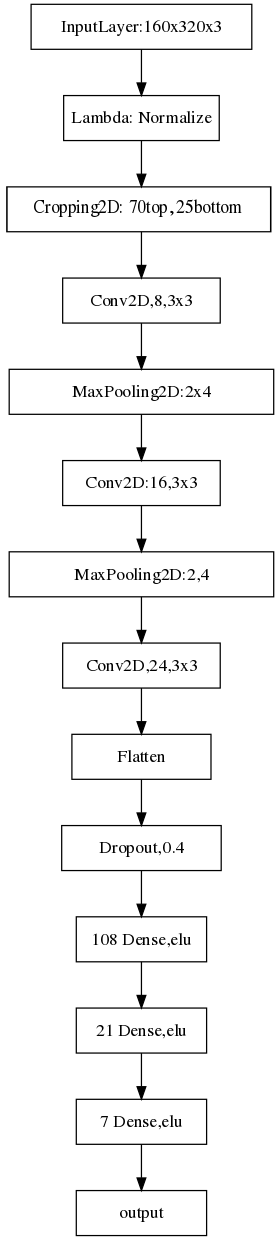 InputLayer:160x320x3
Lambda: Normalize
Cropping2D: 70top,25bottom
Conv2D,8,3x3
MaxPooling2D:2x4
Conv2D:16,3x3
MaxPooling2D:2,4
Conv2D,24,3x3
Flatten
Dropout,0.4
108 Dense,elu
21 Dense,elu
7 Dense,elu
output